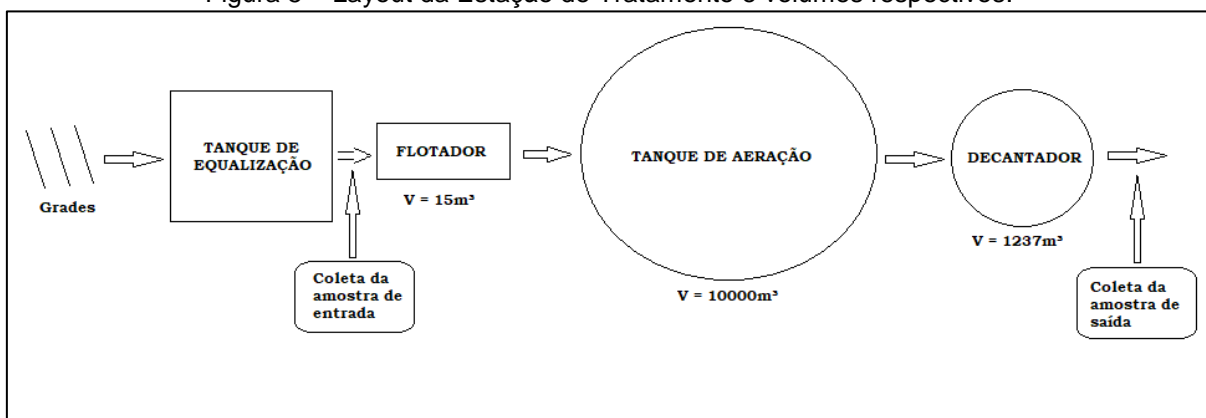 Figura 3 – Layout da Estação de Tratamento e volumes respectivos.
Grades
TANQUE DE
EQUALIZAÇÃO
Coleta da
amostra de
entrada
FLOTADOR
V = 15m³
TANQUE DE AERAÇÃO
V = 10000m³
DECANTADOR
V = 1237m³
Coleta da
amostra de
saída